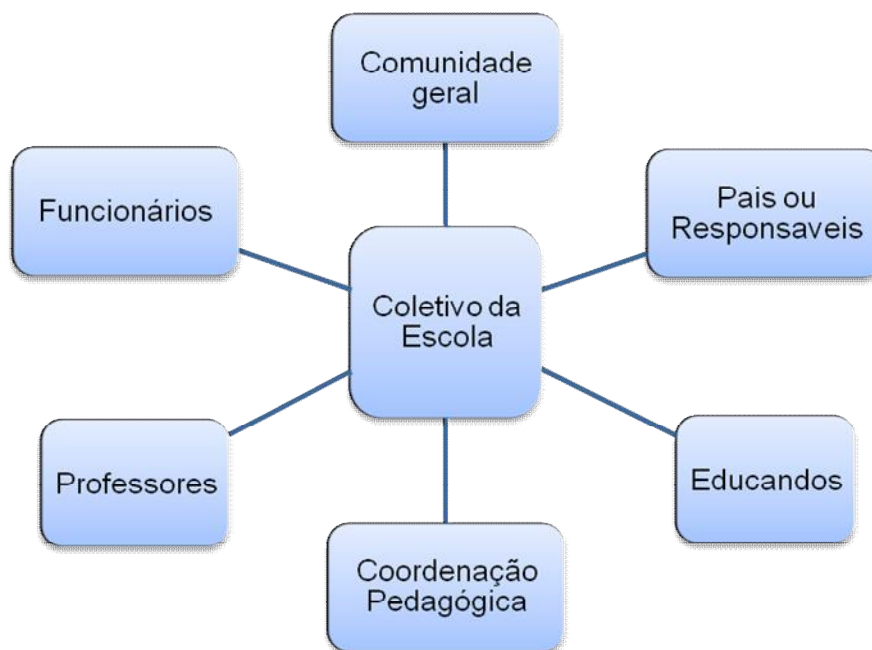 Comunidade
geral
Funcionários
Pais ou
Responsaveis
Coletivo da
Escola
Professores
Educandos
Coordenação
Pedagógica